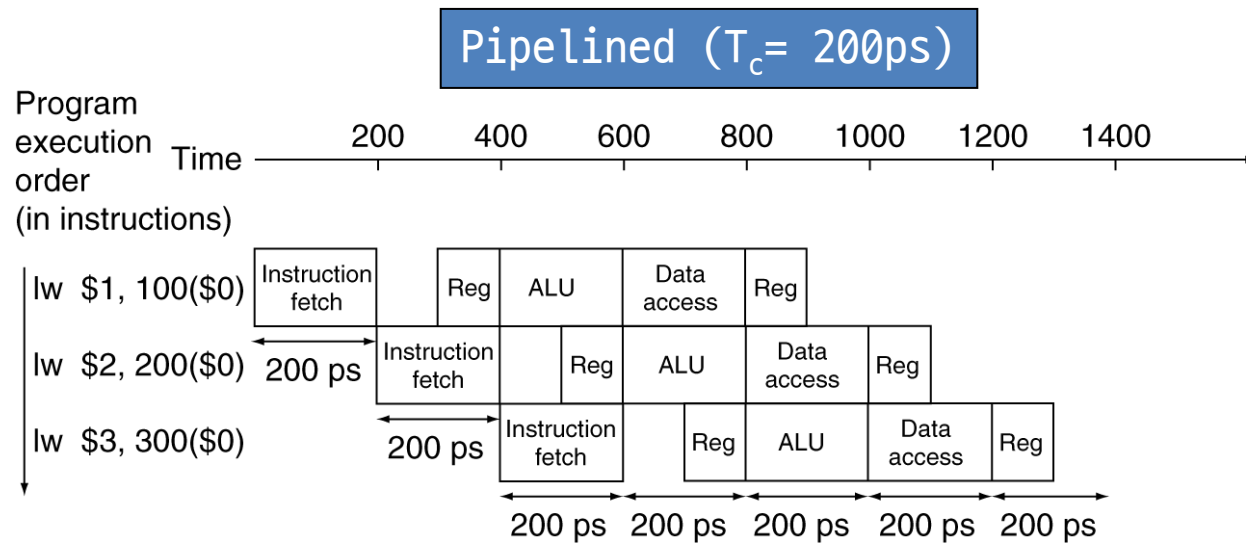 Pipelined (Tc= 200ps)
Program
execution
order
(in instructions)
Time
200 400 600 800 1000 1200 1400
lw $1, 100($0)
Instruction
fetch
Reg
ALU
Data
access
Reg
200 ps
lw $2, 200($0)
Instruction
fetch
Reg
ALU
Data
access
Reg
200 ps
lw $3, 300($0)
Instruction
fetch
Reg
ALU
Data
access
Reg
200 ps 200 ps 200 ps 200 ps 200 ps